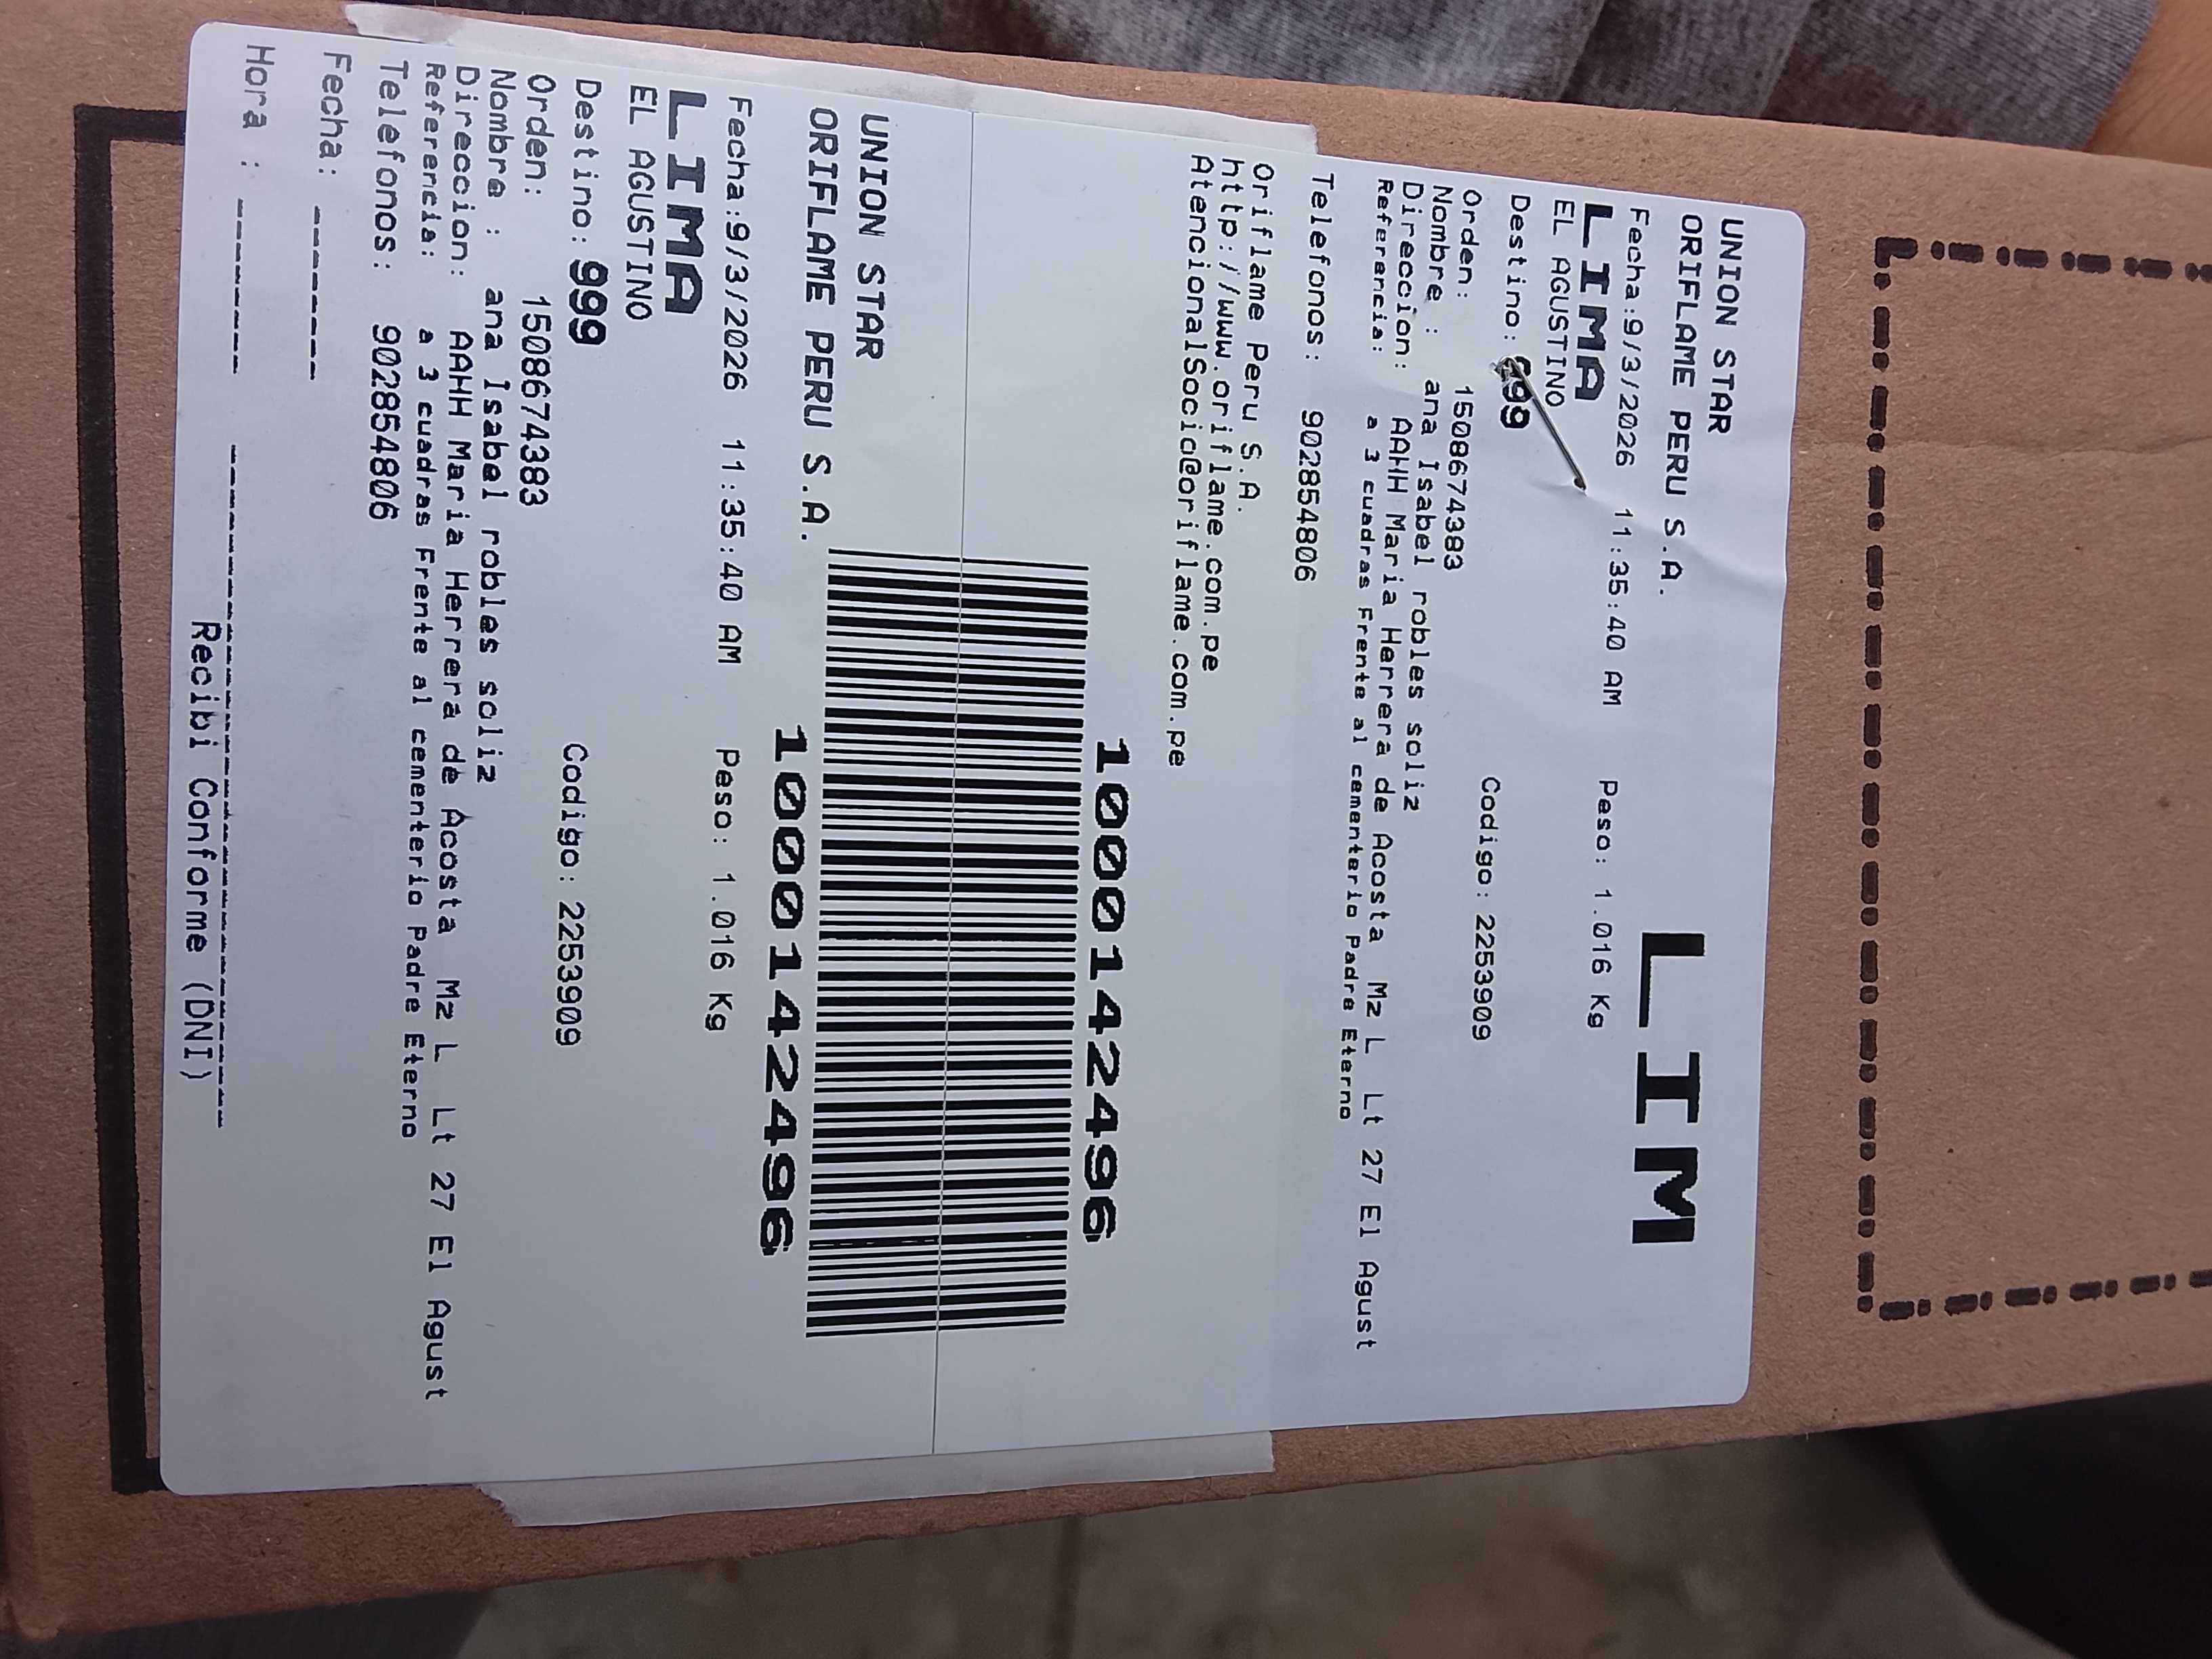 UNION STAR
ORIFLAME PERU S.A.
LIM
Fecha:9/3/2026 11:35:40 AM Peso: 1.016 Kg
LIMA
EL AGUSTINO
Destino: 999 Codigo: 2253909
Orden: 1508674383
Nombre : ana Isabel robles soliz
Direccion: AAHH Maria Herrera de Acosta Mz L Lt 27 El Agust
Referencia: a 3 cuadras Frente al cementerio Padre Eterno
Telefonos: 902854806
Oriflame Peru S.A.
http://www.oriflame.com.pe
AtencionalSocio@oriflame.com.pe
1000142496
UNION STAR
ORIFLAME PERU S.A.
1000142496
Fecha:9/3/2026 11:35:40 AM Peso: 1.016 Kg
LIMA
EL AGUSTINO
Destino: 999 Codigo: 2253909
Orden: 1508674383
Nombre : ana Isabel robles soliz
Direccion: AAHH Maria Herrera de Acosta Mz L Lt 27 El Agust
Referencia: a 3 cuadras Frente al cementerio Padre Eterno
Telefonos: 902854806
Fecha: ------
Hora : ------
Recibi Conforme (DNI)